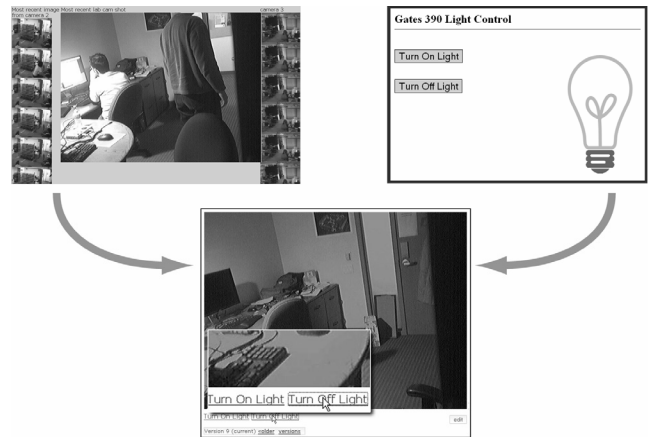 Most recent image Most recent lab cam shot
from camera 2
camera 3
Gates 390 Light Control
Turn On Light
Turn Off Light
Turn On Light Turn Off Light
Turn On Light Turn Off Light
edit
Version 9 (current) «older versions